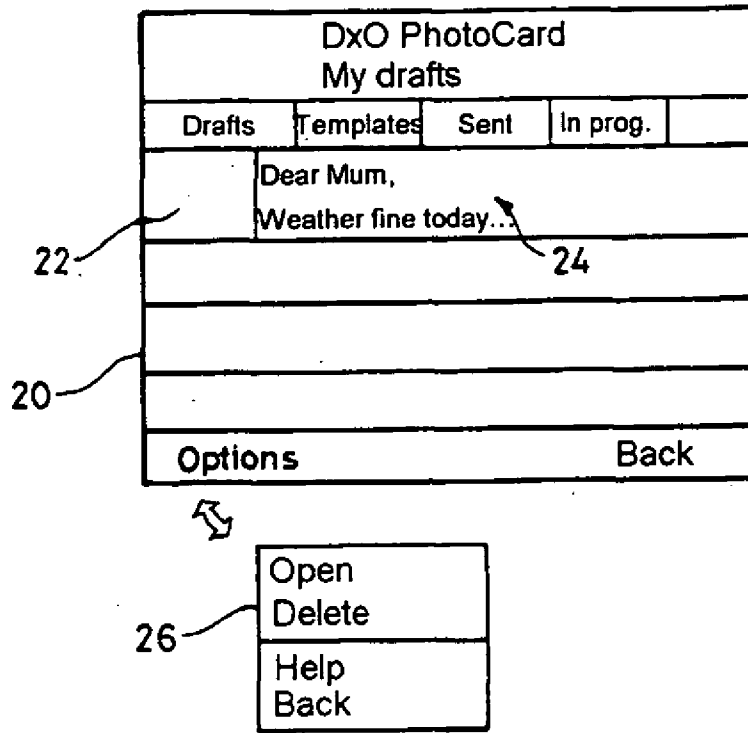 DxO PhotoCard
My drafts
Drafts Templates Sent In prog.
Dear Mum,
Weather fine today...
22
24
20
Options Back
Open
Delete
26
Help
Back